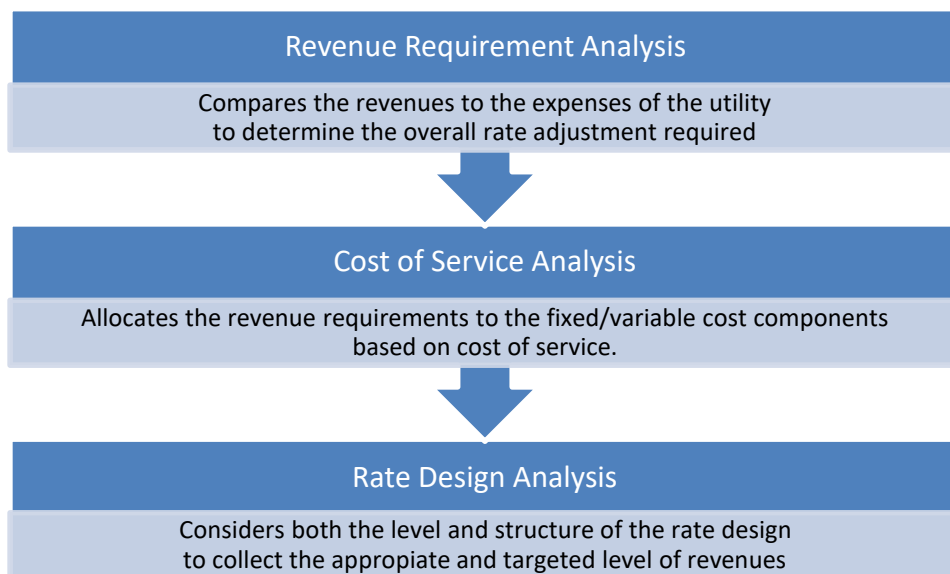 Revenue Requirement Analysis
Compares the revenues to the expenses of the utility
to determine the overall rate adjustment required
Cost of Service Analysis
Allocates the revenue requirements to the fixed/variable cost components
based on cost of service.
Rate Design Analysis
Considers both the level and structure of the rate design
to collect the appropiate and targeted level of revenues